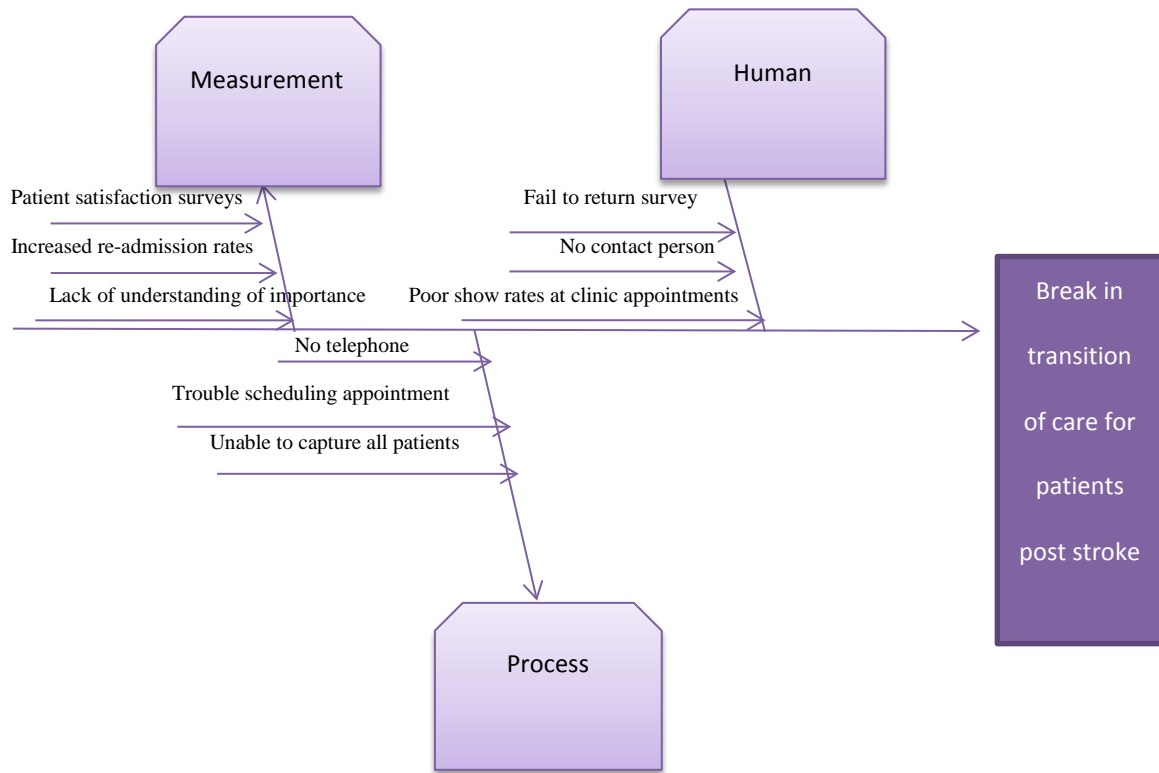 Measurement
Human
Patient satisfaction surveys
Increased re-admission rates
Lack of understanding of importance
Fail to return survey
No contact person
Poor show rates at clinic appointments
No telephone
Trouble scheduling appointment
Unable to capture all patients
Process
Break in
transition
of care for
patients
post stroke